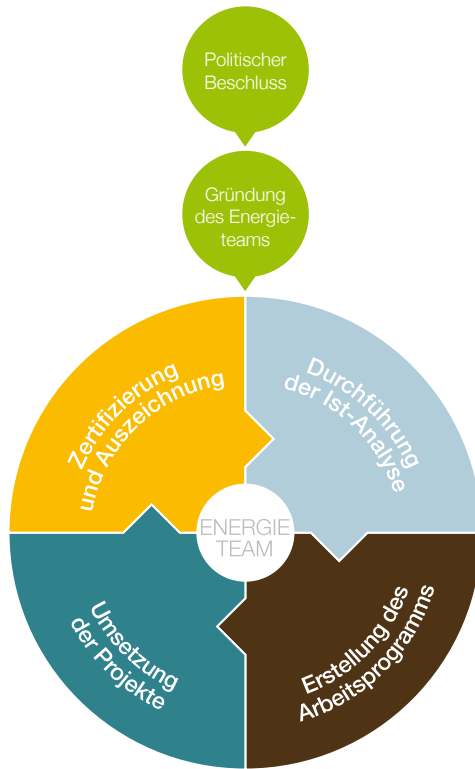 Politischer
Beschluss
Gründung
des Energie-
teams
Zertifizierung
und Auszeichnung
Durchführung
der Ist-Analyse
ENERGIE
TEAM
Umsetzung
der Projekte
Erstellung des
Arbeitsprogramms